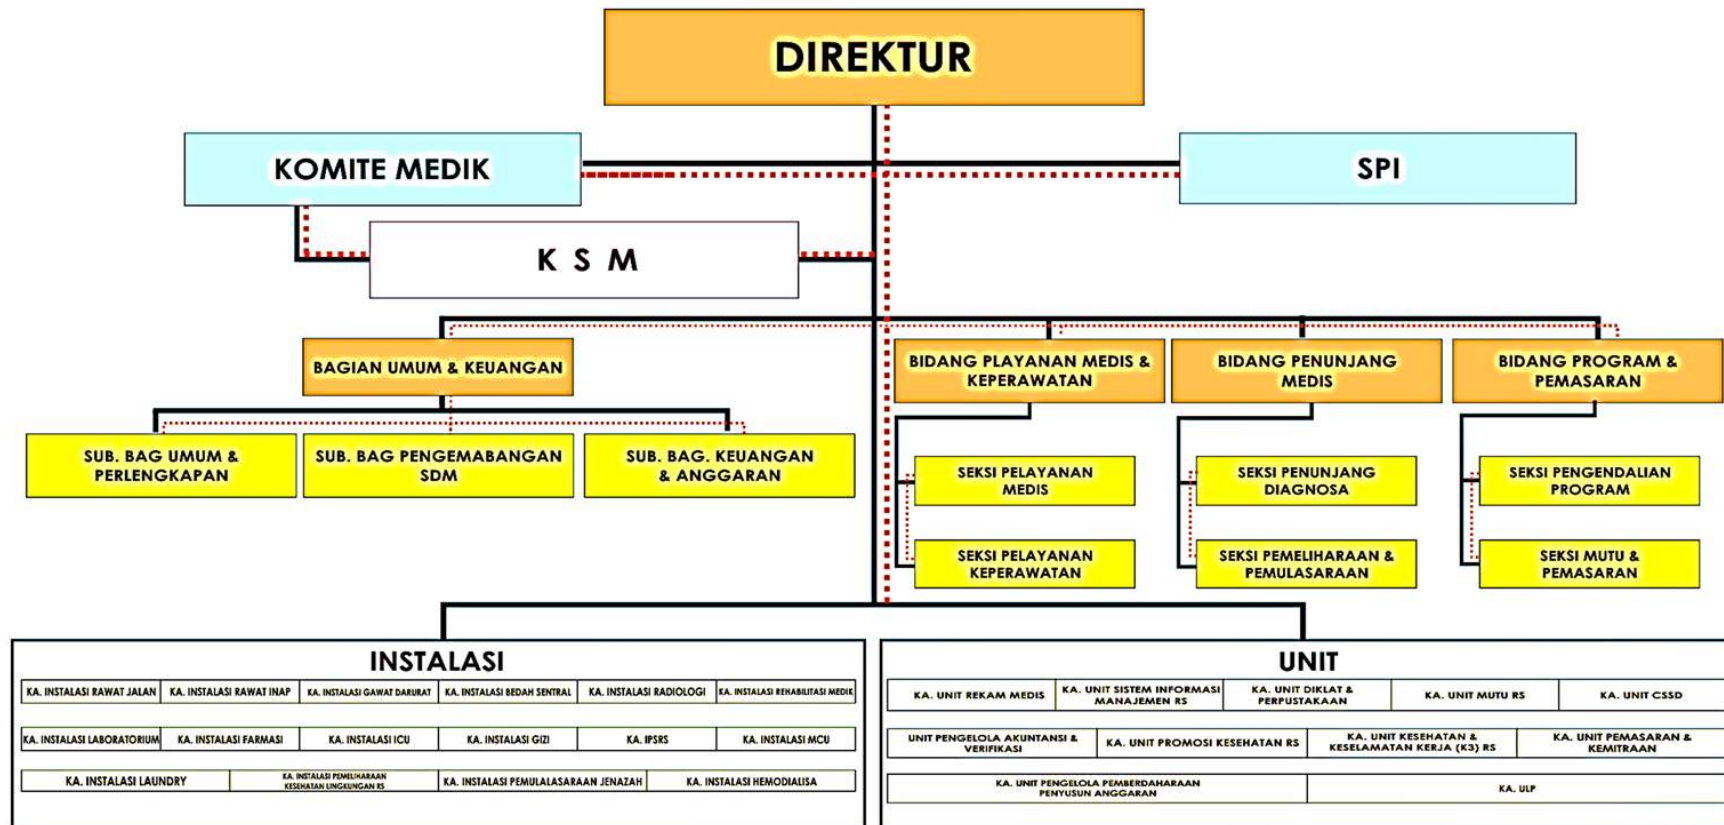 DIREKTUR
KOMITE MEDIK
SPI
K S M
BAGIAN UMUM & KEUANGAN
BIDANG PLAYANAN MEDIS &
KEPERAWATAN
BIDANG PENUNJANG
MEDIS
BIDANG PROGRAM &
PEMASARAN
SUB. BAG UMUM &
PERLENGKAPAN
SUB. BAG PENGEMABANGAN
SDM
SUB. BAG. KEUANGAN
& ANGGARAN
SEKSI PELAYANAN
MEDIS
SEKSI PENUNJANG
DIAGNOSA
SEKSI PENGENDALIAN
PROGRAM
SEKSI PELAYANAN
KEPERAWATAN
SEKSI PEMELIHARAAN &
PEMULASARAAN
SEKSI MUTU &
PEMASARAN
INSTALASI
KA. INSTALASI RAWAT JALAN
KA. INSTALASI RAWAT INAP
KA. INSTALASI GAWAT DARURAT
KA. INSTALASI BEDAH SENTRAL
KA. INSTALASI RADIOLOGI
KA. INSTALASI REHABILITASI MEDIK
KA. INSTALASI LABORATORIUM
KA. INSTALASI FARMASI
KA. INSTALASI ICU
KA. INSTALASI GIZI
KA. IPSRS
KA. INSTALASI MCU
KA. INSTALASI LAUNDRY
KA. INSTALASI PEMELIHARAAN
KESEHATAN LINGKUNGAN RS
KA. INSTALASI PEMULALASARAAN JENAZAH
KA. INSTALASI HEMODIALISA
UNIT
KA. UNIT REKAM MEDIS
KA. UNIT SISTEM INFORMASI
MANAJEMEN RS
KA. UNIT DIKLAT &
PERPUSTAKAAN
KA. UNIT MUTU RS
KA. UNIT CSSD
UNIT PENGELOLA AKUNTANSI &
VERIFIKASI
KA. UNIT PROMOSI KESEHATAN RS
KA. UNIT KESEHATAN &
KESELAMATAN KERJA (K3) RS
KA. UNIT PEMASARAN &
KEMITRAAN
KA. UNIT PENGELOLA PEMBERDAHARAAN
PENYUSUN ANGGARAN
KA. ULP